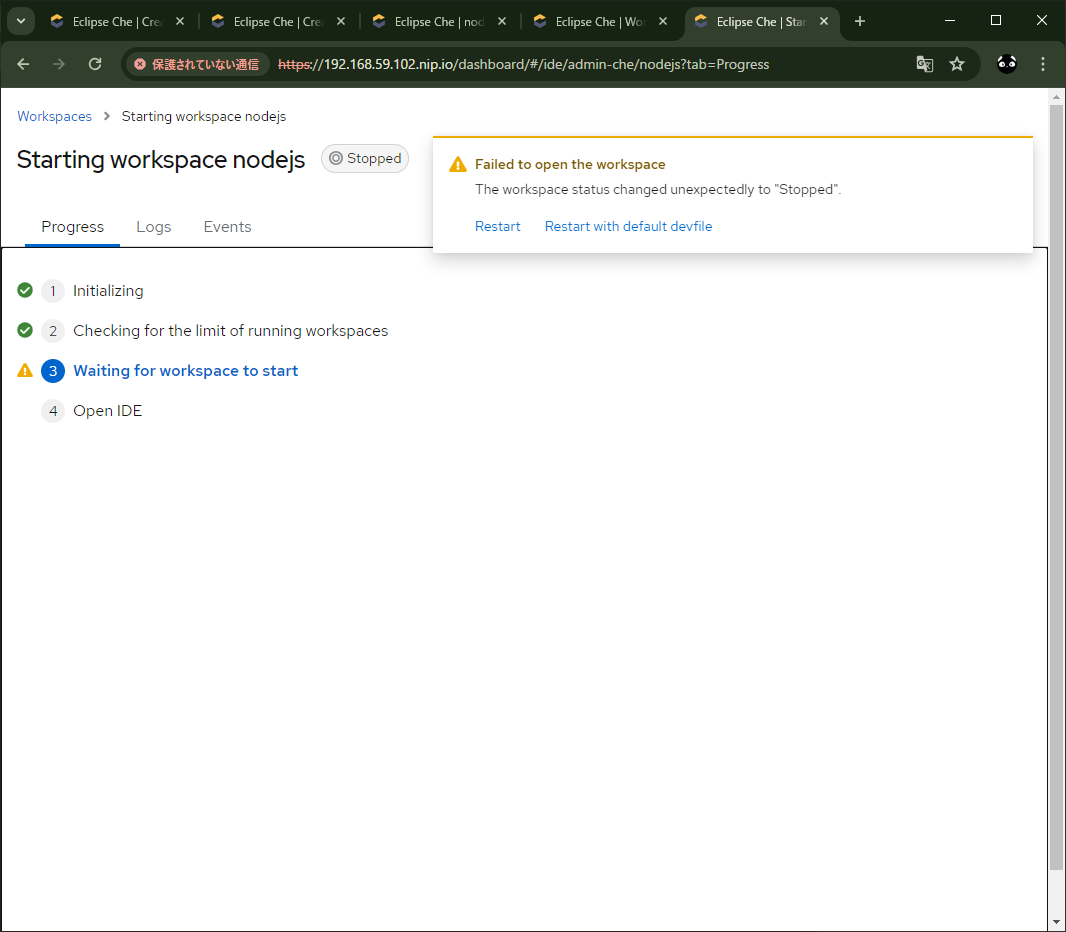 Eclipse Che | Crea
Eclipse Che | Crea
Eclipse Che | nod
Eclipse Che | Wor
Eclipse Che | Star
保護されていない通信
https://192.168.59.102.nip.io/dashboard/#/ide/admin-che/nodejs?tab=Progress
Workspaces > Starting workspace nodejs
Starting workspace nodejs
Stopped
Failed to open the workspace
The workspace status changed unexpectedly to "Stopped".
Restart Restart with default devfile
Progress Logs Events
1 Initializing
2 Checking for the limit of running workspaces
3 Waiting for workspace to start
4 Open IDE